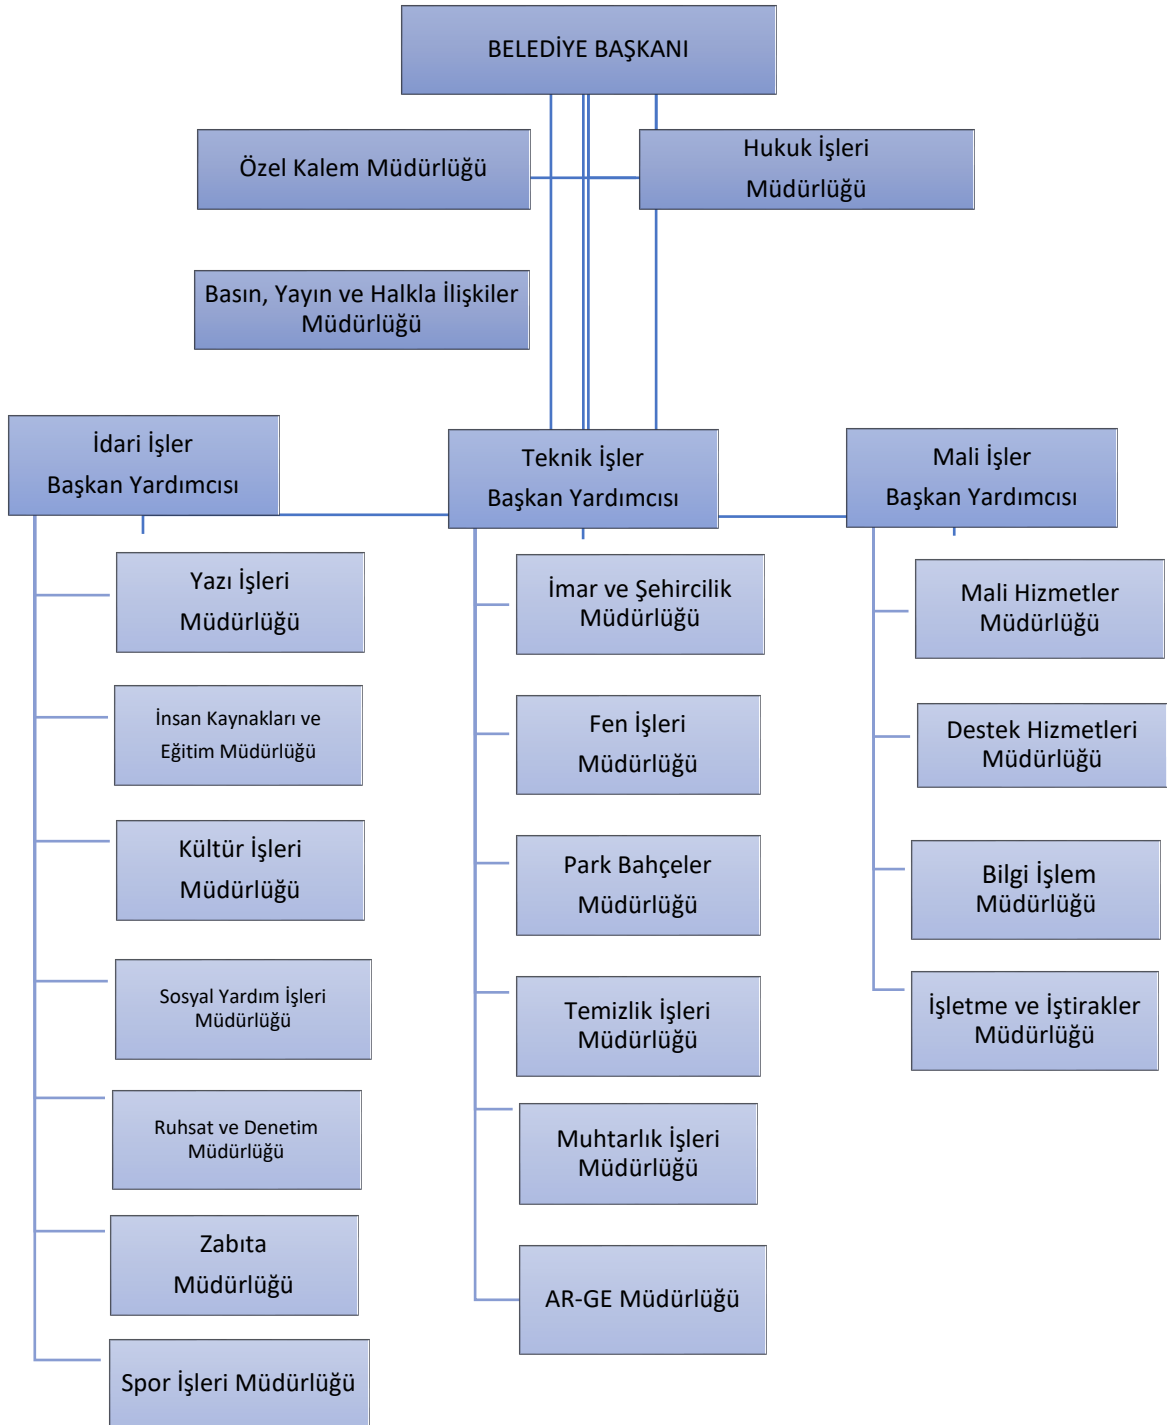 BELEDİYE BAŞKANI
Özel Kalem Müdürlüğü
Hukuk İşleri
Müdürlüğü
Basın, Yayın ve Halkla İlişkiler
Müdürlüğü
İdari İşler
Başkan Yardımcısı
Teknik İşler
Başkan Yardımcısı
Mali İşler
Başkan Yardımcısı
Yazı İşleri
Müdürlüğü
İnsan Kaynakları ve
Eğitim Müdürlüğü
Kültür İşleri
Müdürlüğü
Sosyal Yardım İşleri
Müdürlüğü
Ruhsat ve Denetim
Müdürlüğü
Zabıta
Müdürlüğü
Spor İşleri Müdürlüğü
İmar ve Şehircilik
Müdürlüğü
Fen İşleri
Müdürlüğü
Park Bahçeler
Müdürlüğü
Temizlik İşleri
Müdürlüğü
Muhtarlık İşleri
Müdürlüğü
AR-GE Müdürlüğü
Mali Hizmetler
Müdürlüğü
Destek Hizmetleri
Müdürlüğü
Bilgi İşlem
Müdürlüğü
İşletme ve İştirakler
Müdürlüğü